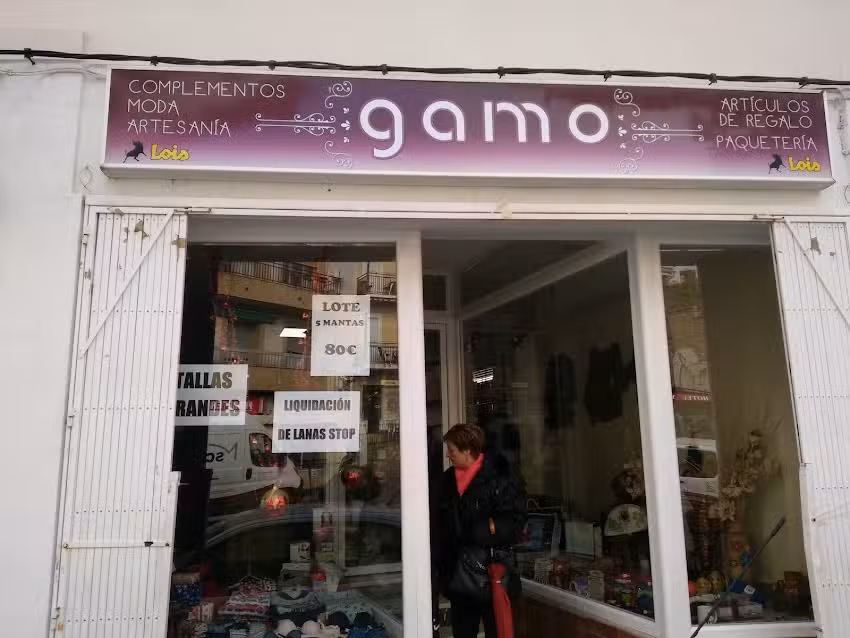 COMPLEMENTOS
MODA
ARTESANÍA
Lois
gamo
ARTÍCULOS
DE REGALO
PAQUETERÍA
Lois
LOTE
5 MANTAS
80€
TALLAS
RANDES
LIQUIDACIÓN
DE LANAS STOP